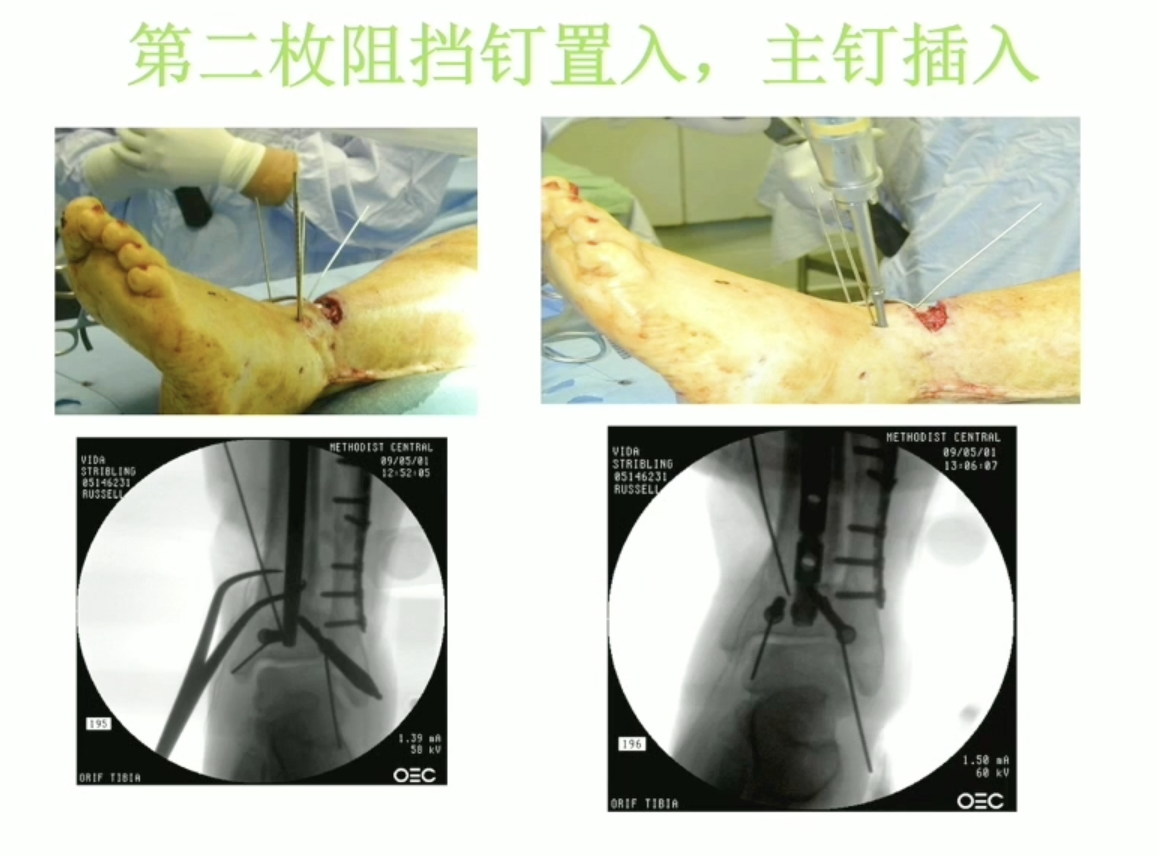 第二枚阻挡钉置入，主钉插入
VIDA
STRIBLING
05146231
RUSSELL
METHODIST CENTRAL
09/05/01
12:52:05
195
1.39 mA
58 kV
ORIF TIBIA
OEC
VIDA
STRIBLING
05146231
RUSSELL
METHODIST CENTRAL
09/05/01
13:06:07
196
1.50 mA
60 kV
ORIF TIBIA
OEC